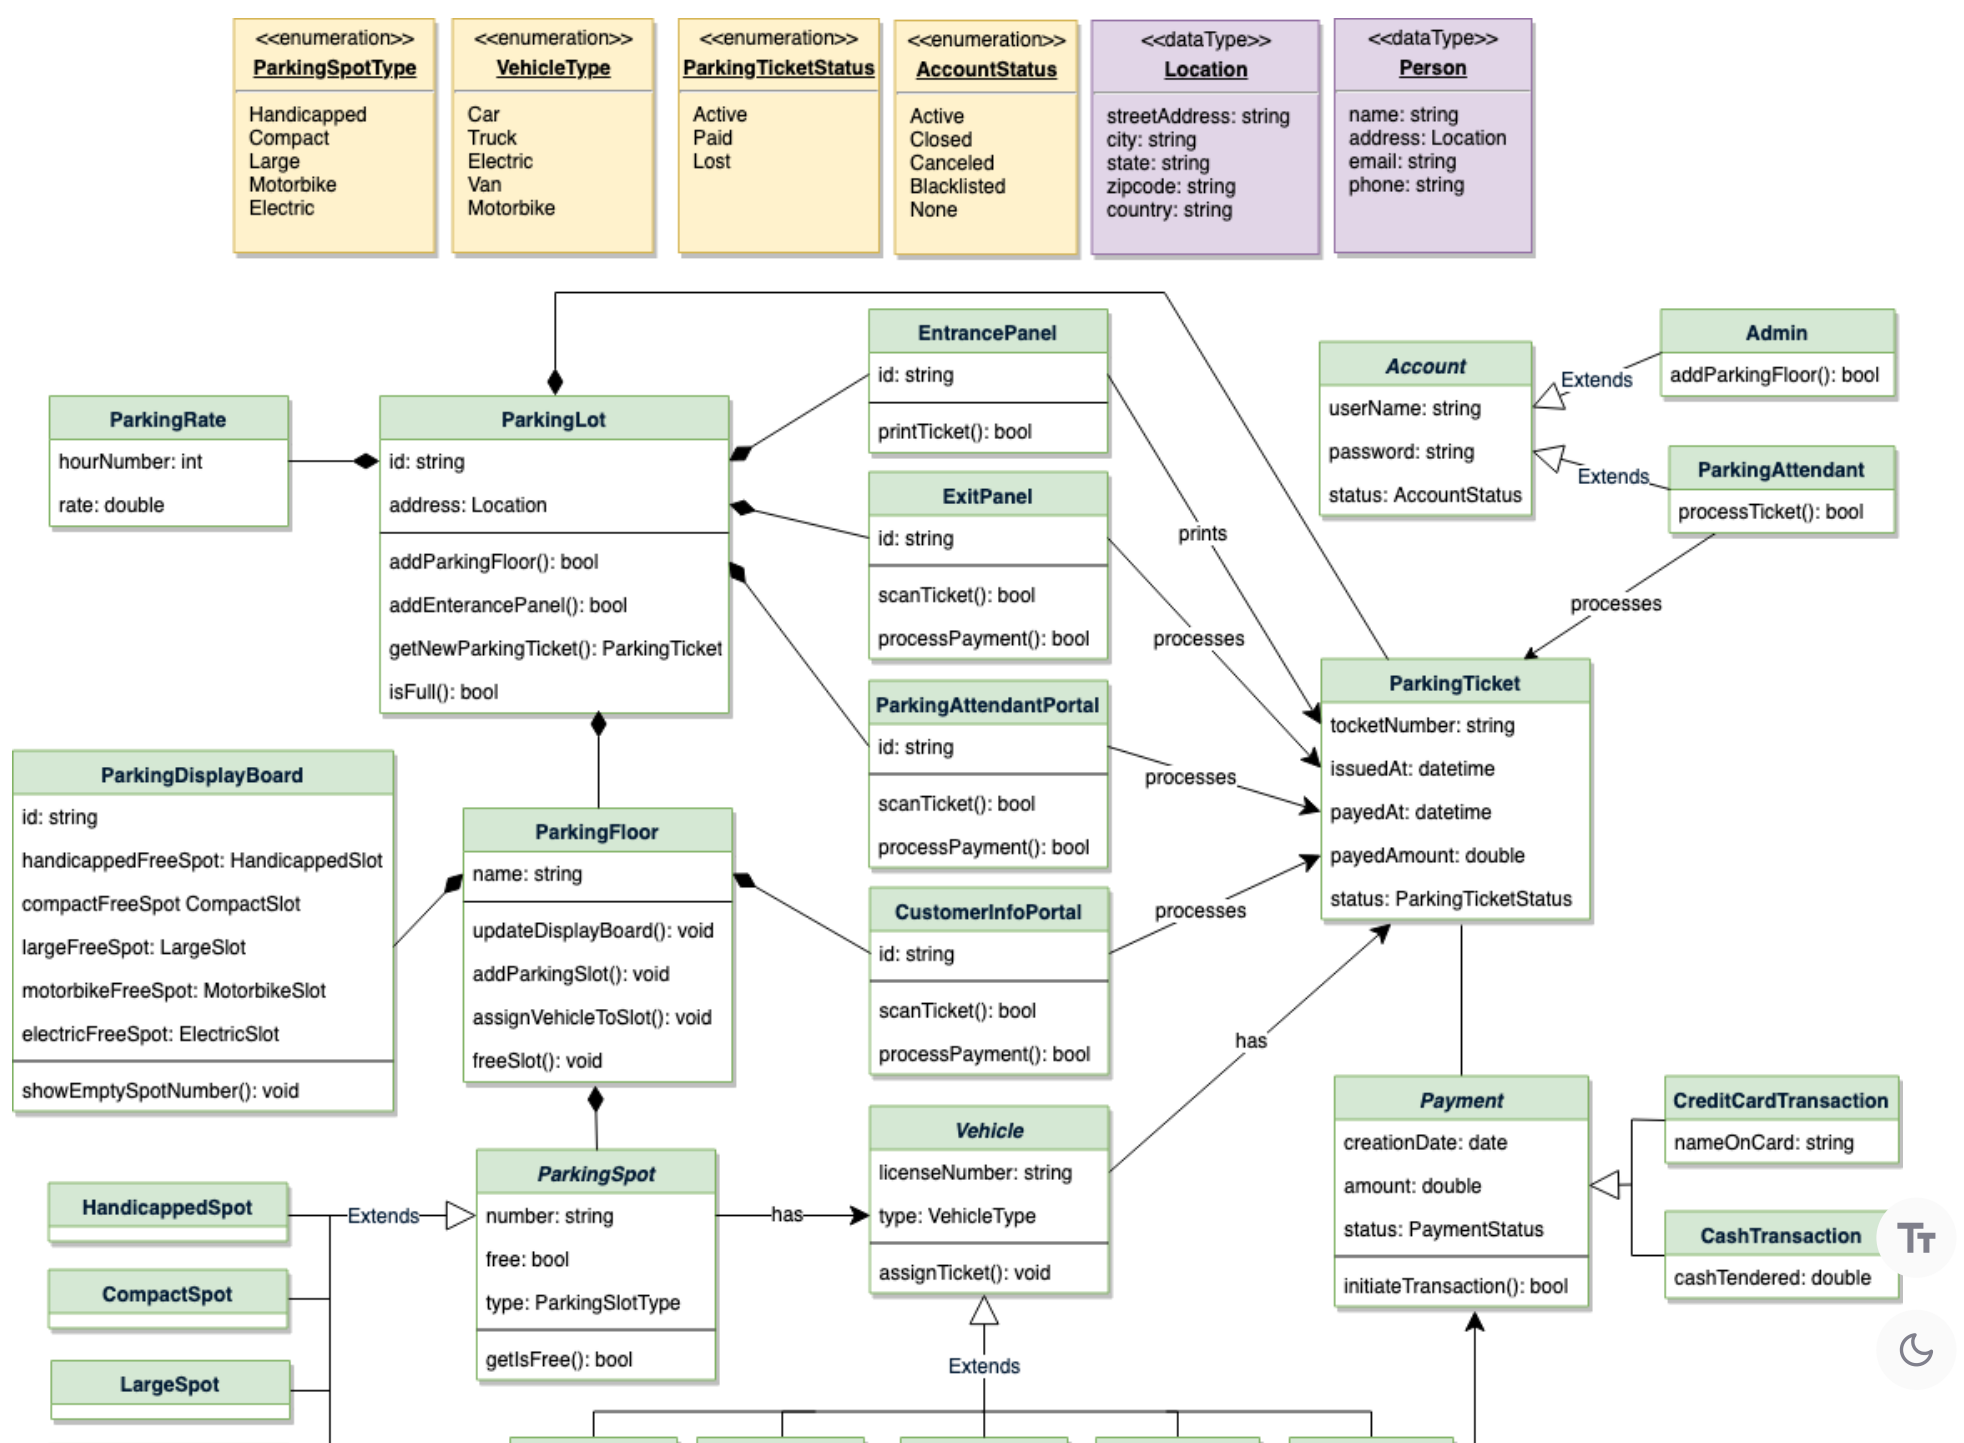 <<enumeration>>
ParkingSpotType
Handicapped
Compact
Large
Motorbike
Electric
<<enumeration>>
VehicleType
Car
Truck
Electric
Van
Motorbike
<<enumeration>>
ParkingTicketStatus
Active
Paid
Lost
<<enumeration>>
AccountStatus
Active
Closed
Canceled
Blacklisted
None
<<dataType>>
Location
streetAddress: string
city: string
state: string
zipcode: string
country: string
<<dataType>>
Person
name: string
address: Location
email: string
phone: string
ParkingRate
hourNumber: int
rate: double
ParkingLot
id: string
address: Location
addParkingFloor(): bool
addEnterancePanel(): bool
getNewParkingTicket(): ParkingTicket
isFull(): bool
EntrancePanel
id: string
printTicket(): bool
ExitPanel
id: string
scanTicket(): bool
processPayment(): bool
ParkingAttendantPortal
id: string
scanTicket(): bool
processPayment(): bool
CustomerInfoPortal
id: string
scanTicket(): bool
processPayment(): bool
prints
processes
processes
processes
has
Account
userName: string
password: string
status: AccountStatus
Extends
Extends
Admin
addParkingFloor(): bool
ParkingAttendant
processTicket(): bool
processes
ParkingTicket
tocketNumber: string
issuedAt: datetime
payedAt: datetime
payedAmount: double
status: ParkingTicketStatus
ParkingDisplayBoard
id: string
handicappedFreeSpot: HandicappedSlot
compactFreeSpot CompactSlot
largeFreeSpot: LargeSlot
motorbikeFreeSpot: MotorbikeSlot
electricFreeSpot: ElectricSlot
showEmptySpotNumber(): void
ParkingFloor
name: string
updateDisplayBoard(): void
addParkingSlot(): void
assignVehicleToSlot(): void
freeSlot(): void
HandicappedSpot
CompactSpot
LargeSpot
Extends
ParkingSpot
number: string
free: bool
type: ParkingSlotType
getIsFree(): bool
has
Vehicle
licenseNumber: string
type: VehicleType
assignTicket(): void
Extends
Payment
creationDate: date
amount: double
status: PaymentStatus
initiateTransaction(): bool
CreditCardTransaction
nameOnCard: string
CashTransaction
cashTendered: double
TT